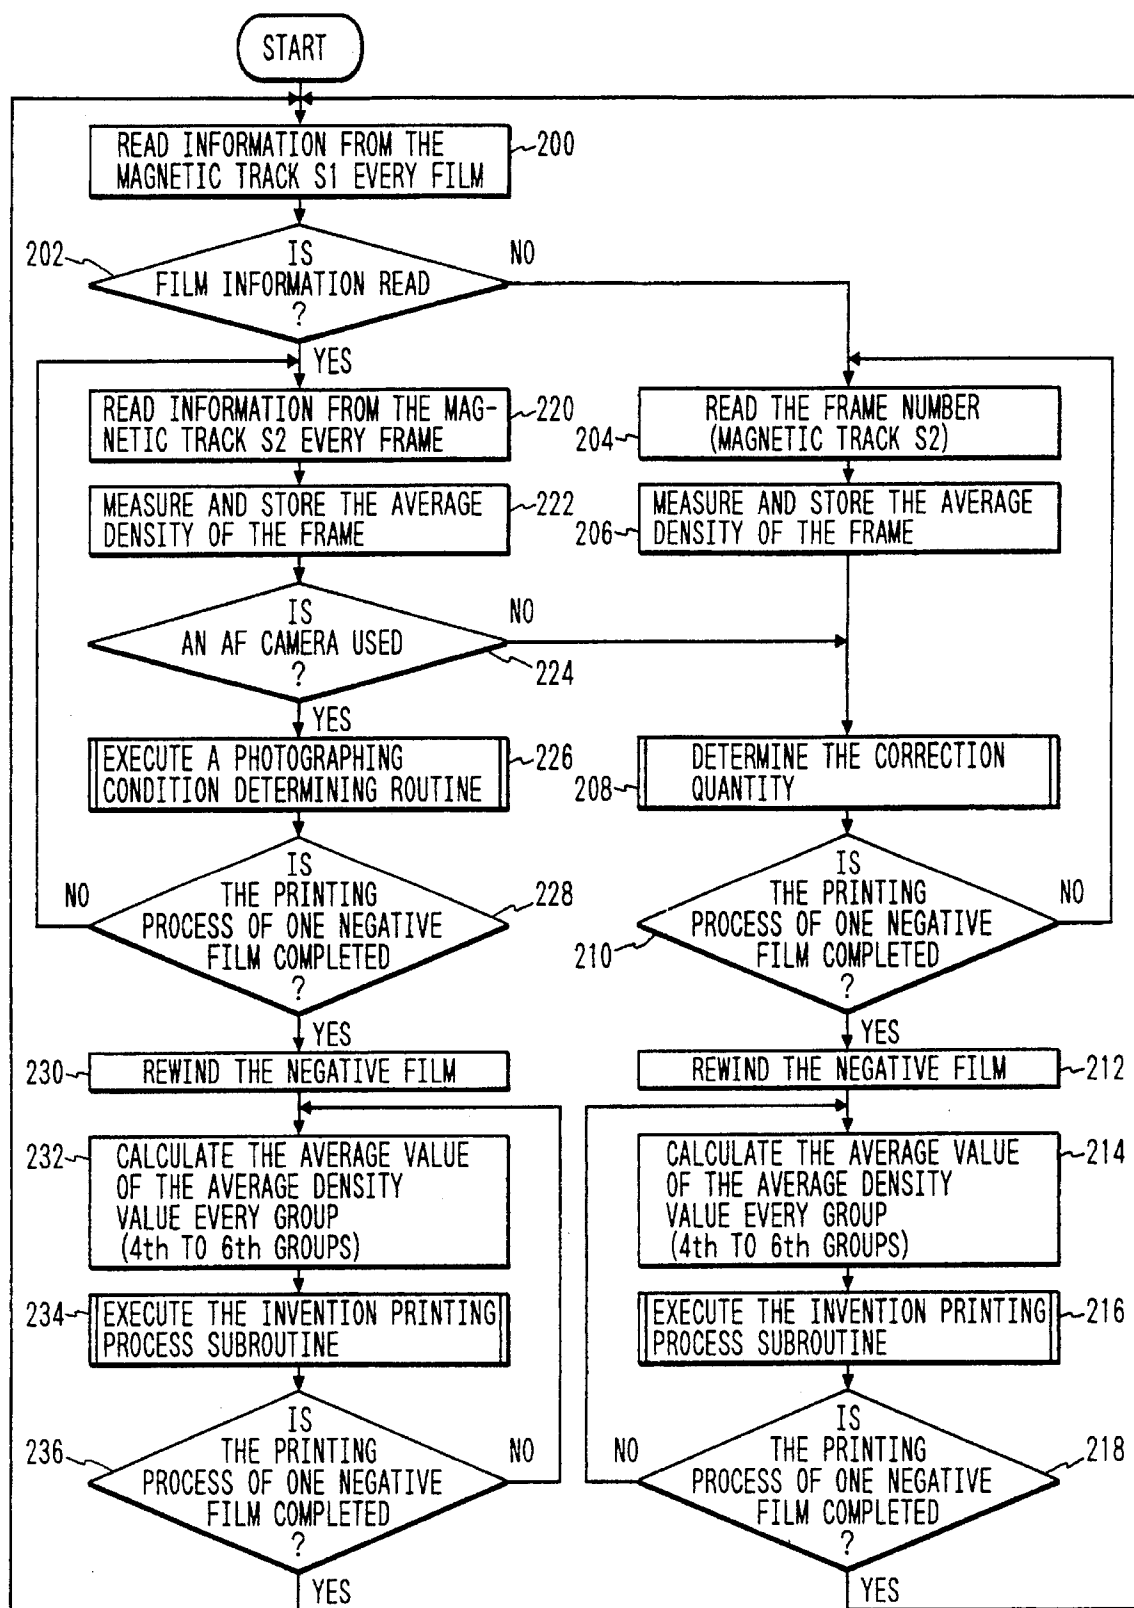 START
READ INFORMATION FROM THE
MAGNETIC TRACK S1 EVERY FILM
200
202
IS
FILM INFORMATION READ
?
NO
YES
READ INFORMATION FROM THE MAG-
NETIC TRACK S2 EVERY FRAME
220
204
READ THE FRAME NUMBER
(MAGNETIC TRACK S2)
MEASURE AND STORE THE AVERAGE
DENSITY OF THE FRAME
222
206
MEASURE AND STORE THE AVERAGE
DENSITY OF THE FRAME
IS
AN AF CAMERA USED
?
NO
224
YES
EXECUTE A PHOTOGRAPHING
CONDITION DETERMINING ROUTINE
226
208
DETERMINE THE CORRECTION
QUANTITY
NO
IS
THE PRINTING
PROCESS OF ONE NEGATIVE
FILM COMPLETED
?
228
YES
210
IS
THE PRINTING
PROCESS OF ONE NEGATIVE
FILM COMPLETED
?
NO
YES
230
REWIND THE NEGATIVE FILM
REWIND THE NEGATIVE FILM
212
232
CALCULATE THE AVERAGE VALUE
OF THE AVERAGE DENSITY
VALUE EVERY GROUP
(4th TO 6th GROUPS)
CALCULATE THE AVERAGE VALUE
OF THE AVERAGE DENSITY
VALUE EVERY GROUP
(4th TO 6th GROUPS)
214
234
EXECUTE THE INVENTION PRINTING
PROCESS SUBROUTINE
EXECUTE THE INVENTION PRINTING
PROCESS SUBROUTINE
216
236
IS
THE PRINTING
PROCESS OF ONE NEGATIVE
FILM COMPLETED
?
NO
YES
NO
IS
THE PRINTING
PROCESS OF ONE NEGATIVE
FILM COMPLETED
?
218
YES